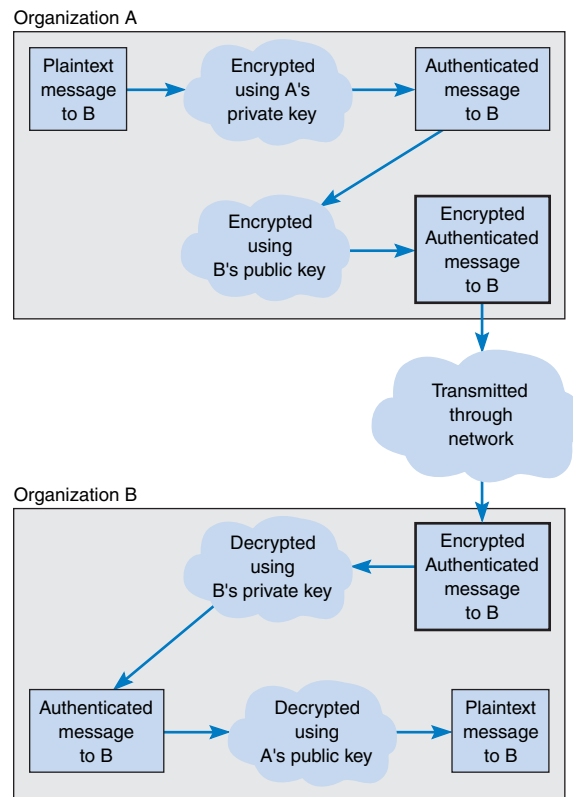 Organization A
Plaintext
message
to B
Encrypted
using A's
private key
Authenticated
message
to B
Encrypted
using
B's public key
Encrypted
Authenticated
message
to B
Transmitted
through
network
Organization B
Encrypted
Authenticated
message
to B
Decrypted
using
B's private key
Authenticated
message
to B
Decrypted
using
A's public key
Plaintext
message
to B